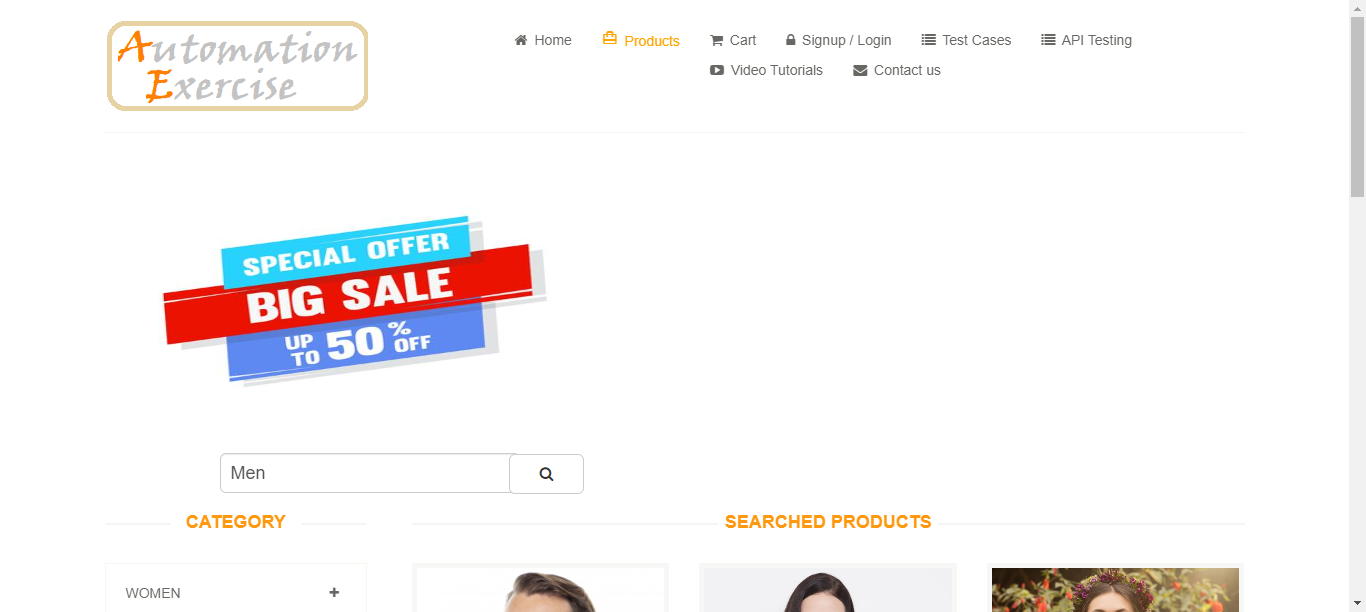 Automation
Exercise
Home Products Cart Signup / Login Test Cases API Testing
Video Tutorials Contact us
SPECIAL OFFER
BIG SALE
UP TO 50% OFF
Men
CATEGORY SEARCHED PRODUCTS
WOMEN